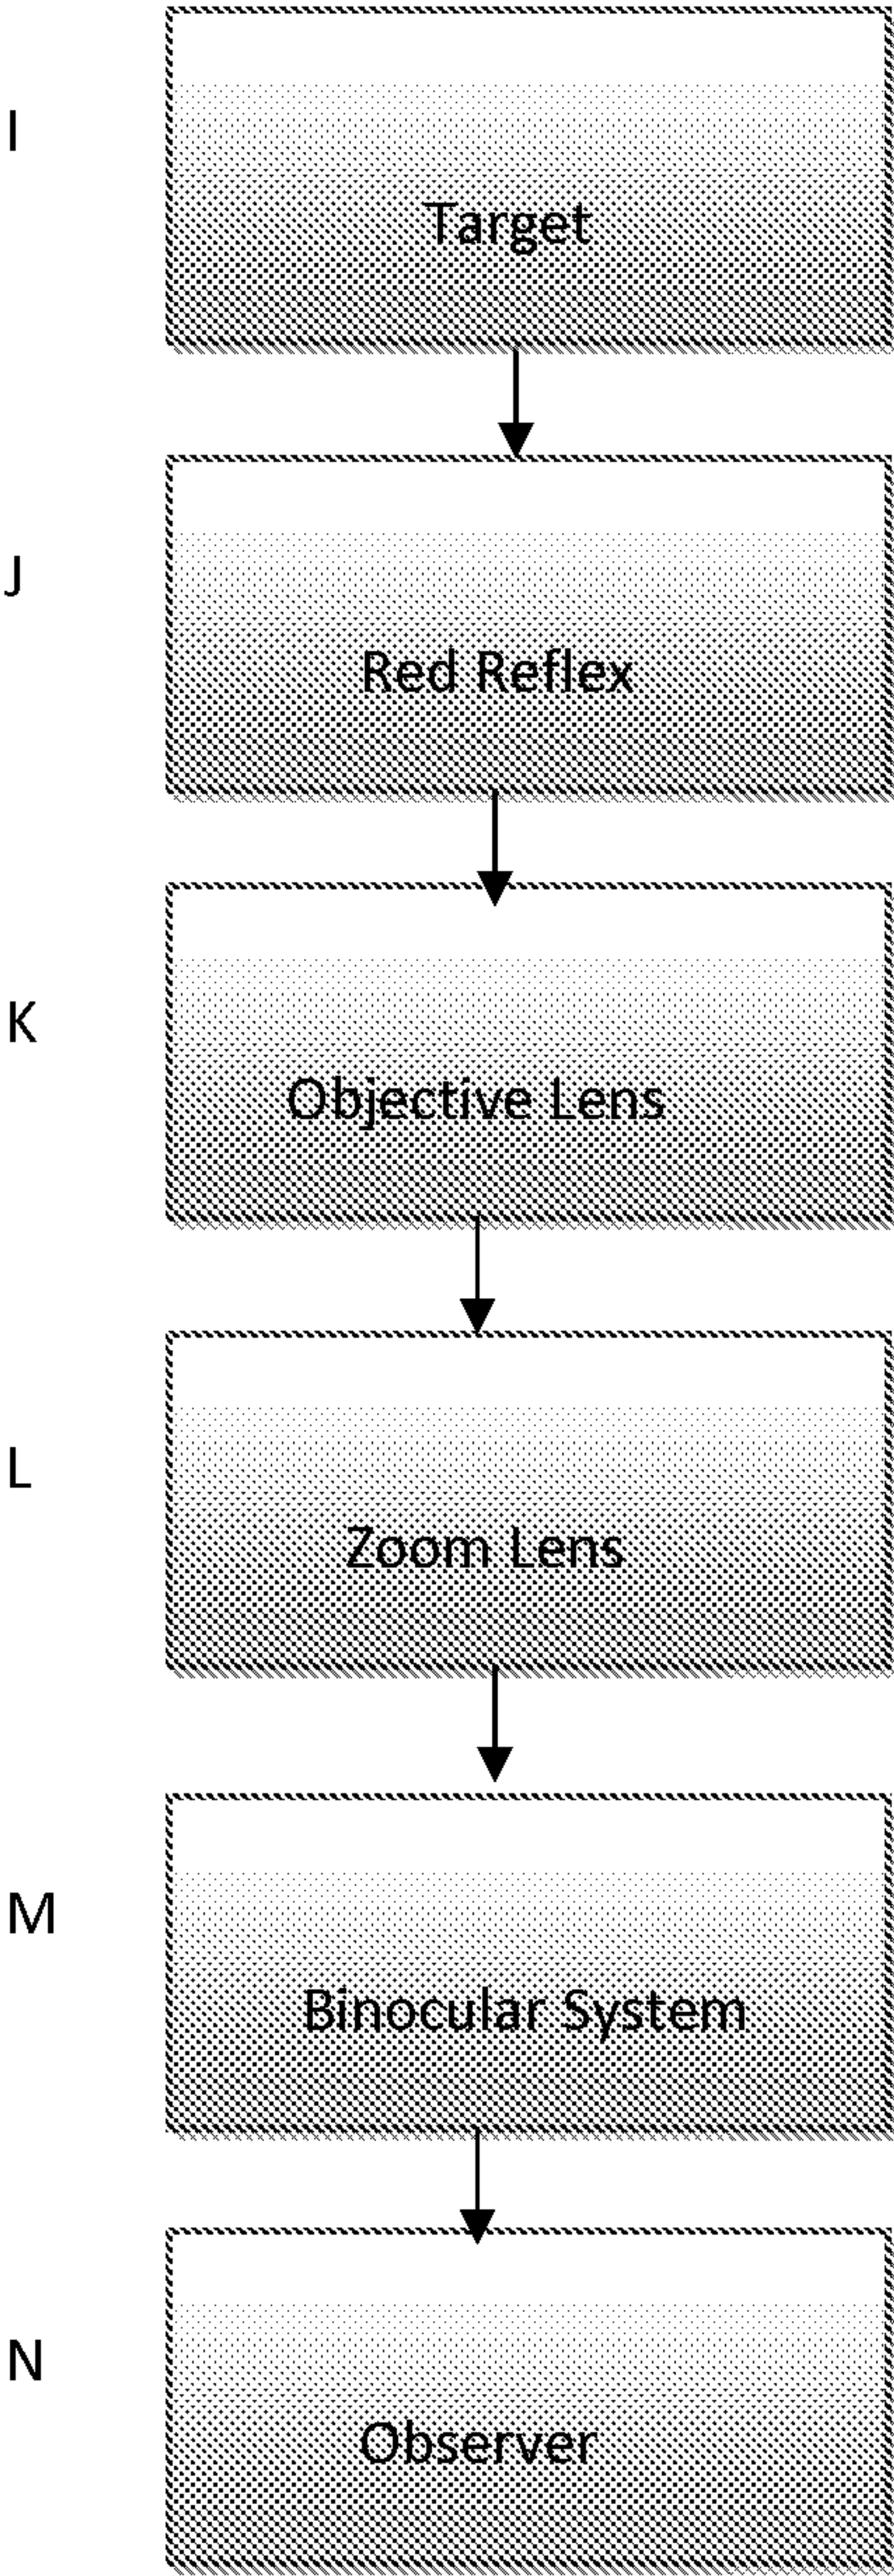 I
Target
J
Red Reflex
K
Objective Lens
L
Zoom Lens
M
Binocular System
N
Observer